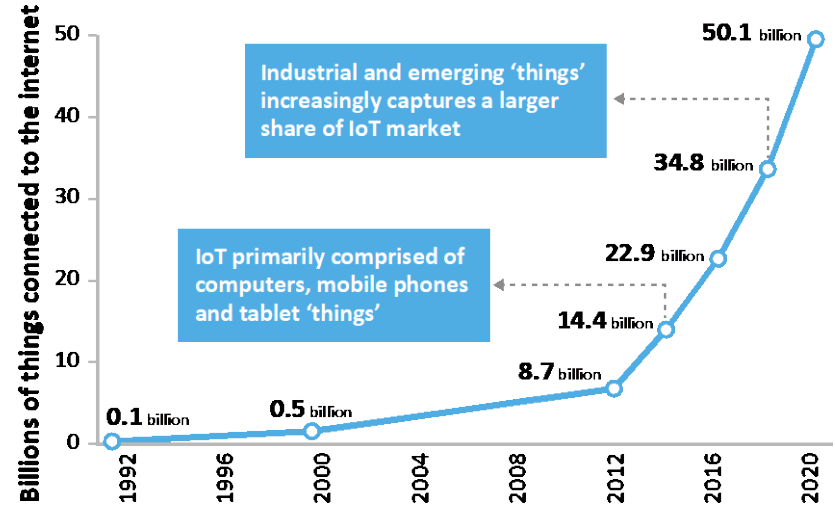 Billions of things connected to the internet
50
40
30
20
10
0
50.1 billion
Industrial and emerging ‘things’
increasingly captures a larger
share of IoT market
34.8 billion
IoT primarily comprised of
computers, mobile phones
and tablet ‘things’
22.9 billion
14.4 billion
8.7 billion
0.1 billion
0.5 billion
1992
1996
2000
2004
2008
2012
2016
2020